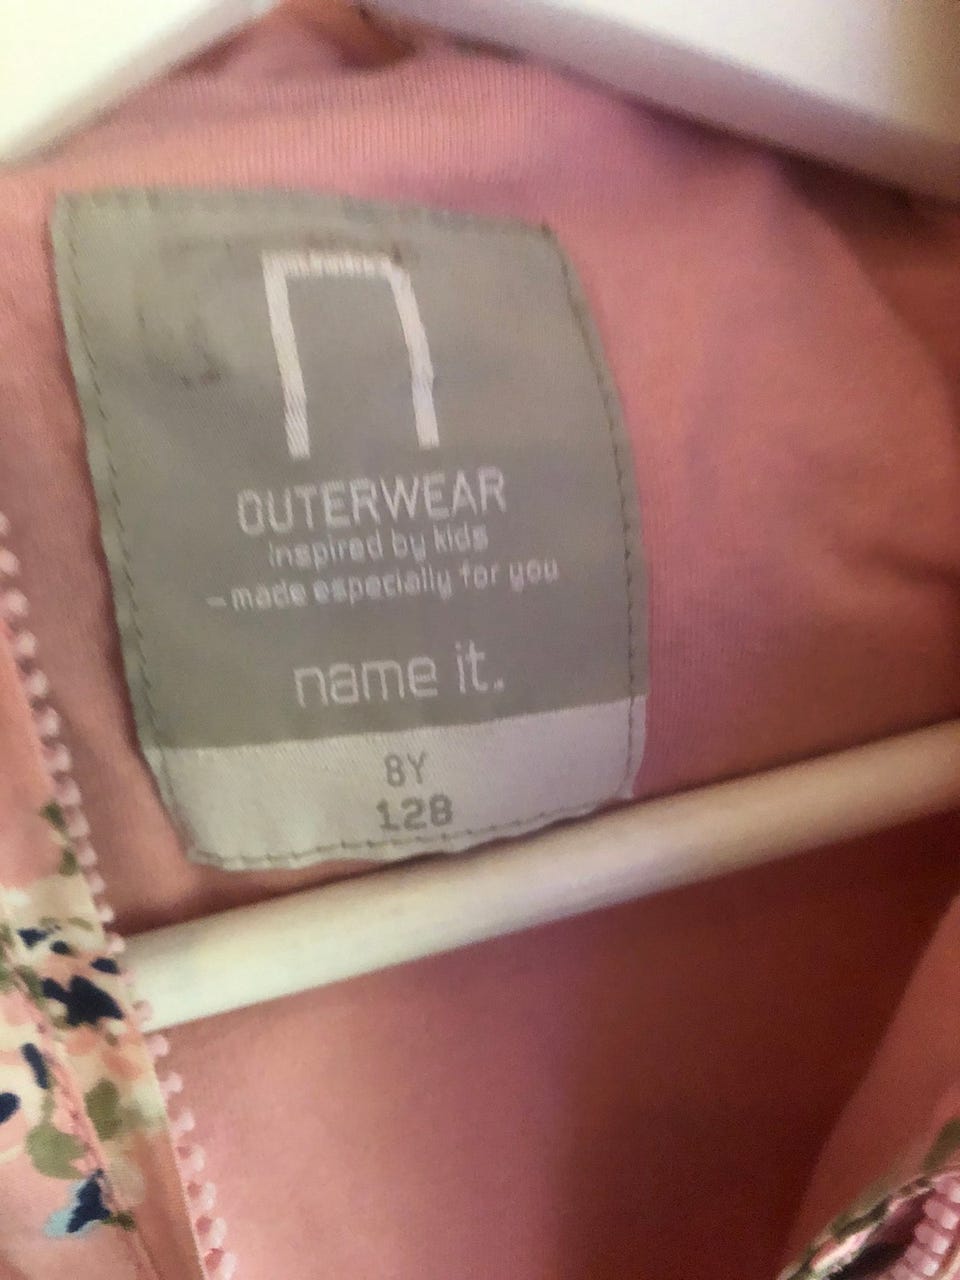 n
OUTERWEAR
inspired by kids
– made especially for you
name it.
8Y
128